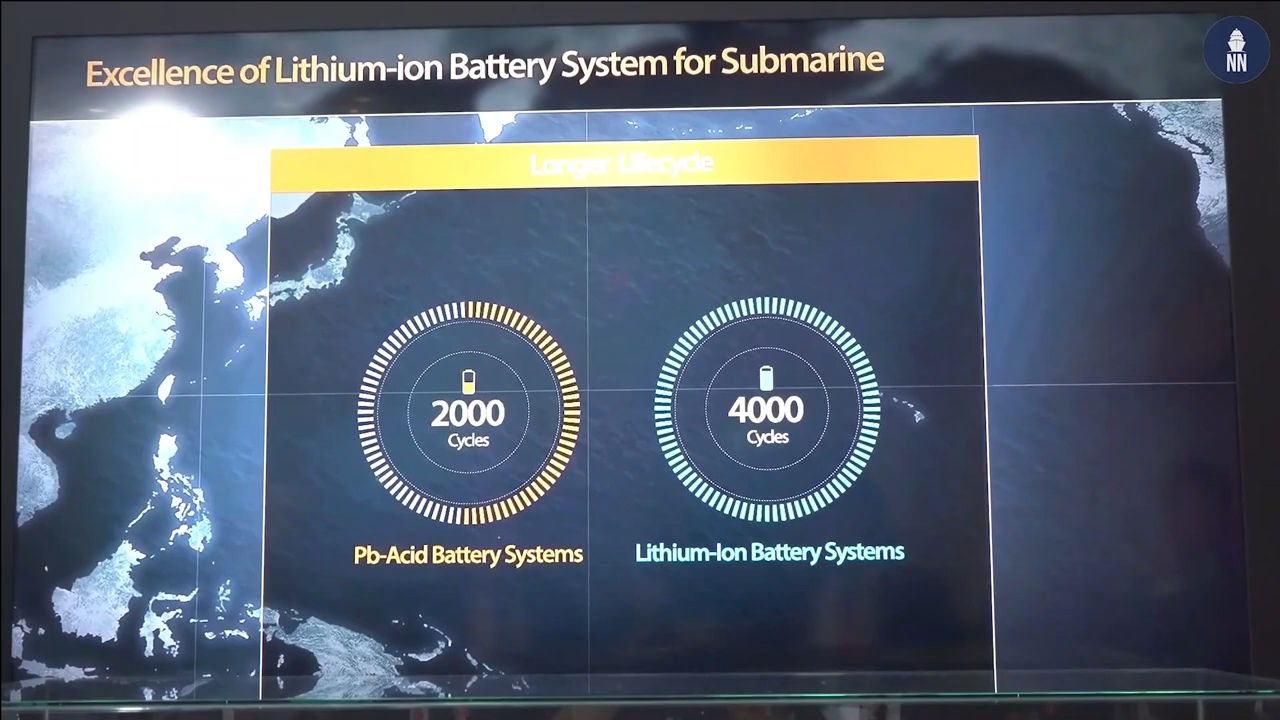 Excellence of Lithium-ion Battery System for Submarine
NN
Longer Lifecycle
2000
Cycles
4000
Cycles
Pb-Acid Battery Systems
Lithium-Ion Battery Systems